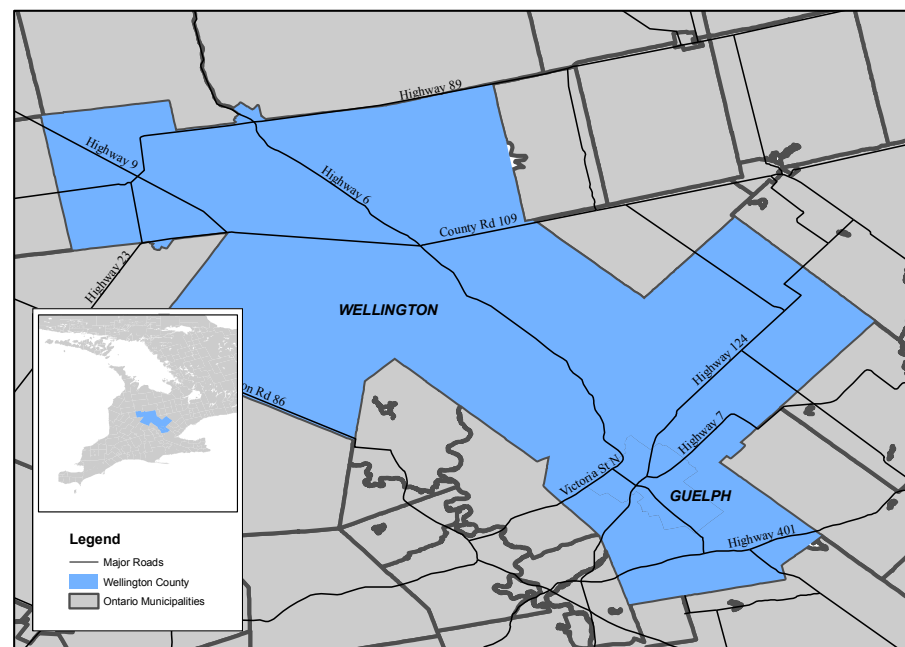 Highway 89
Highway 9
Highway 6
County Rd 109
Highway 23
WELLINGTON
Highway 124
on Rd 86
Highway 7
Victoria St N
GUELPH
Highway 401
Legend
Major Roads
Wellington County
Ontario Municipalities